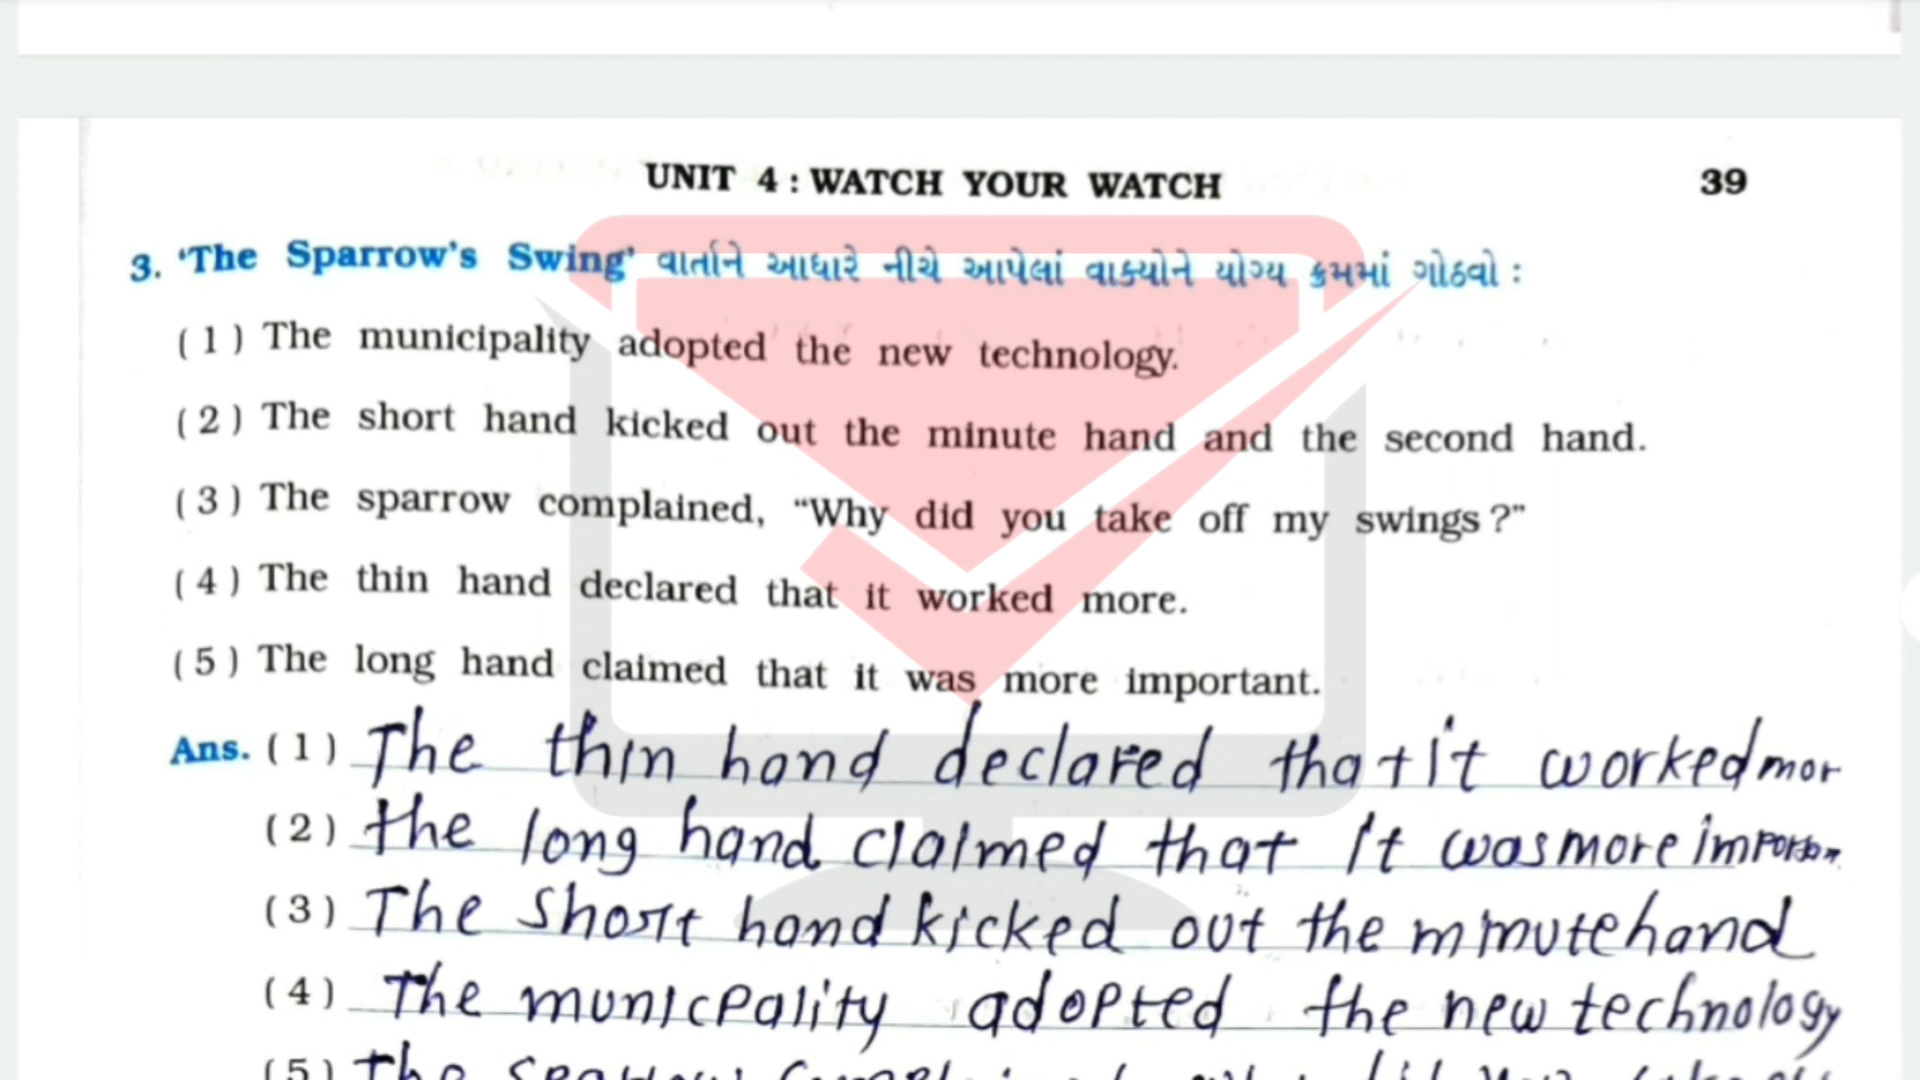 UNIT 4 : WATCH YOUR WATCH 39
3. 'The Sparrow's Swing' વાર્તાને આધારે નીચે આપેલાં વાક્યોને યોગ્ય ક્રમમાં ગોઠવો :
( 1 ) The municipality adopted the new technology.
( 2 ) The short hand kicked out the minute hand and the second hand.
( 3 ) The sparrow complained, “Why did you take off my swings ?”
( 4 ) The thin hand declared that it worked more.
( 5 ) The long hand claimed that it was more important.
Ans. ( 1 ) The thin hand declared that it worked mor
( 2 ) the long hand claimed that it was more
( 3 ) The short hand kicked out the minute hand
( 4 ) The municpality adopted the new technology
( 5 ) The